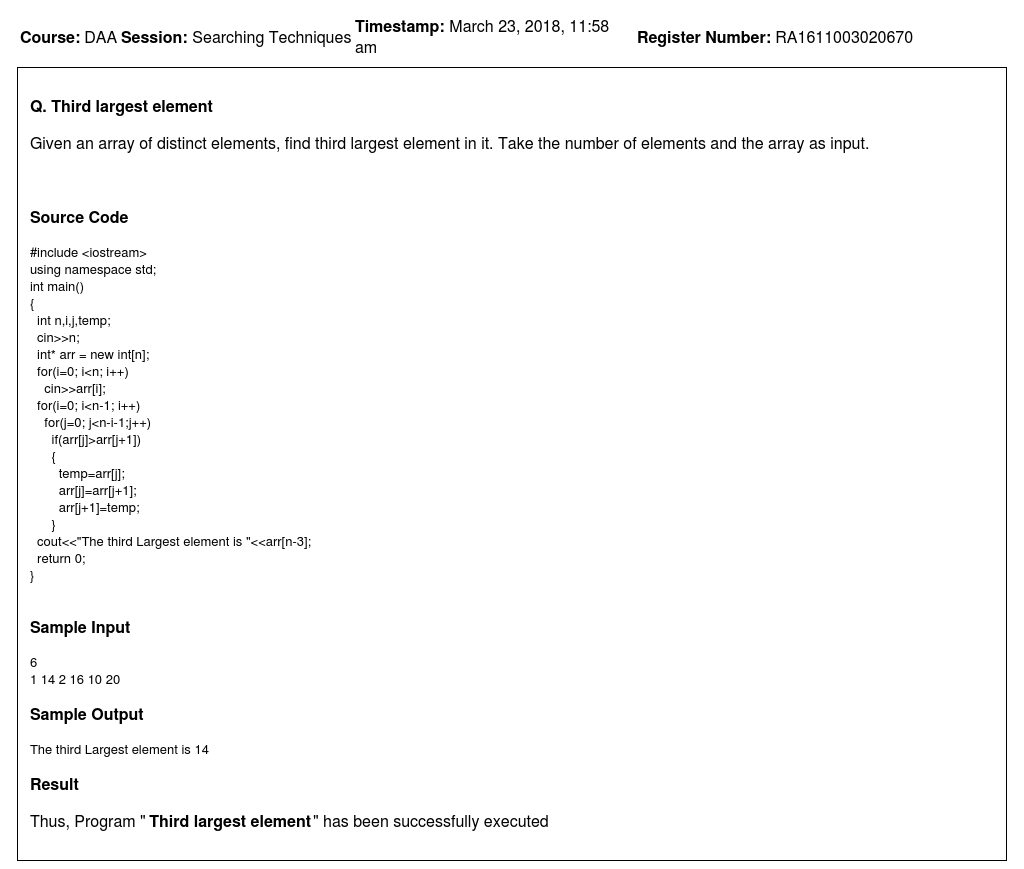 Course: DAA Session: Searching Techniques Timestamp: March 23, 2018, 11:58 am Register Number: RA1611003020670
Q. Third largest element
Given an array of distinct elements, find third largest element in it. Take the number of elements and the array as input.
Source Code
#include <iostream>
using namespace std;
int main()
{
  int n,i,j,temp;
  cin>>n;
  int* arr = new int[n];
  for(i=0; i<n; i++)
    cin>>arr[i];
  for(i=0; i<n-1; i++)
    for(j=0; j<n-i-1;j++)
      if(arr[j]>arr[j+1])
      {
        temp=arr[j];
        arr[j]=arr[j+1];
        arr[j+1]=temp;
      }
  cout<<"The third Largest element is "<<arr[n-3];
  return 0;
}
Sample Input
6
1 14 2 16 10 20
Sample Output
The third Largest element is 14
Result
Thus, Program " Third largest element" has been successfully executed